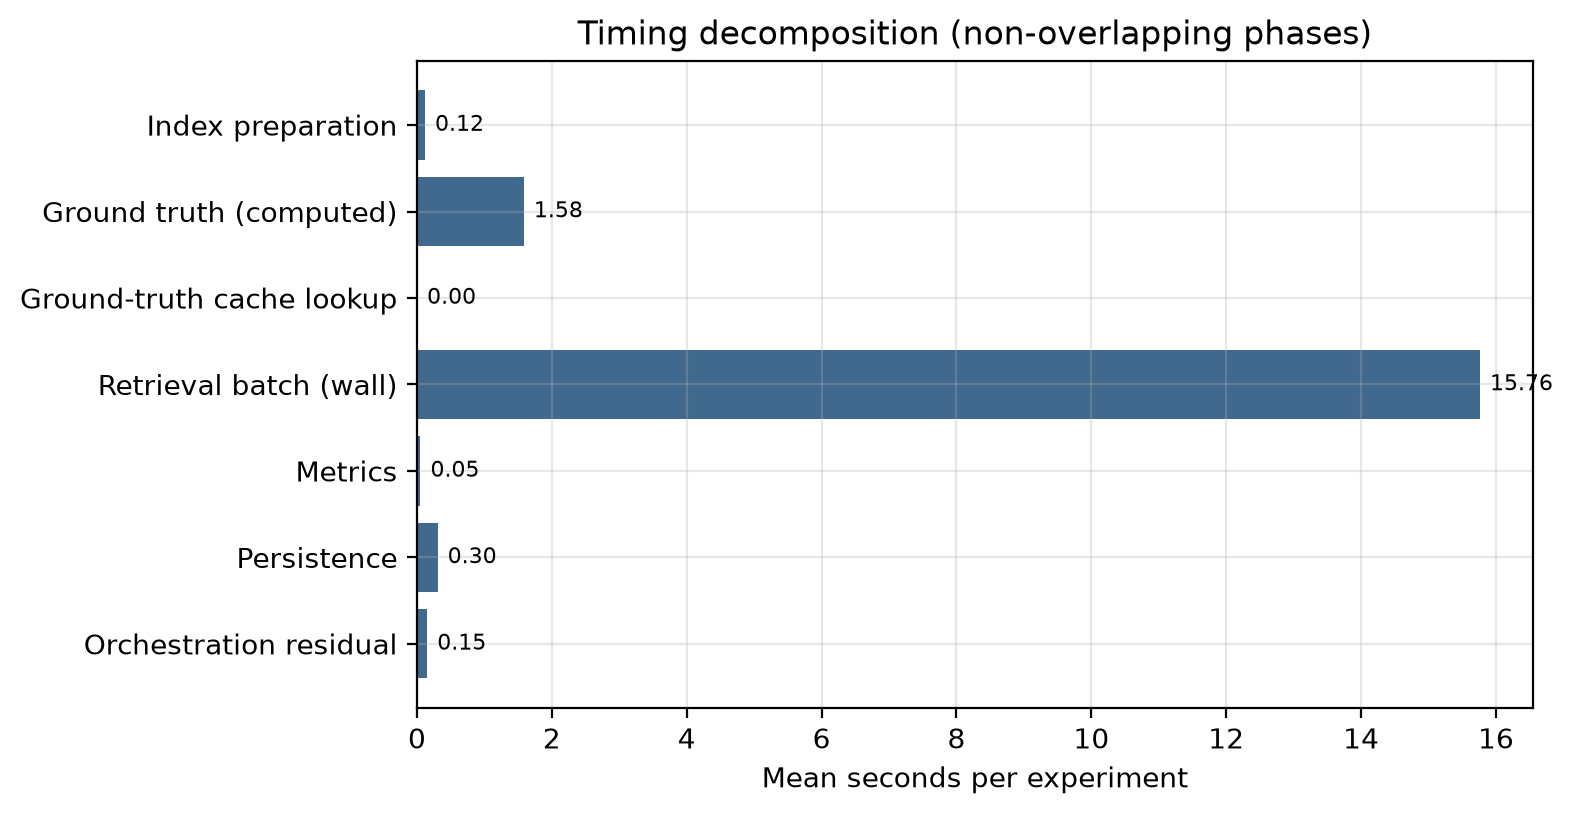 Timing decomposition (non-overlapping phases)
Index preparation 0.12
Ground truth (computed) 1.58
Ground-truth cache lookup 0.00
Retrieval batch (wall) 15.76
Metrics 0.05
Persistence 0.30
Orchestration residual 0.15
0 2 4 6 8 10 12 14 16
Mean seconds per experiment